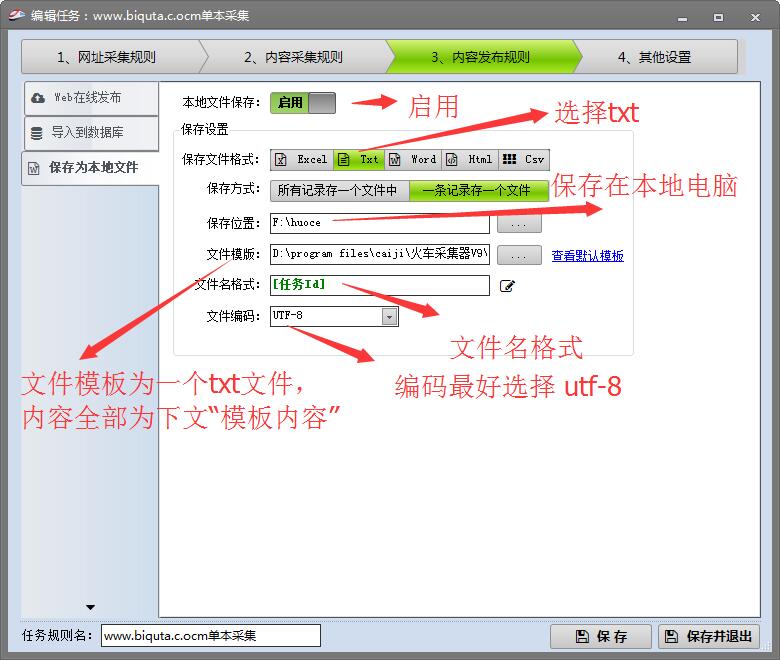 编辑任务：www.biquta.c.ocm单本采集
1、网址采集规则
2、内容采集规则
3、内容发布规则
4、其他设置
Web在线发布
导入到数据库
保存为本地文件
本地文件保存：
启用
启用
选择txt
保存设置
保存文件格式：
Excel
Txt
Word
Html
Csv
保存方式：
所有记录存一个文件中
一条记录存一个文件
保存在本地电脑
保存位置：
F:\huoce
...
文件模版：
D:\program files\caiji\火车采集器V9\
...
查看默认模板
文件名格式：
[任务Id]
文件编码：
UTF-8
文件名格式
编码最好选择 utf-8
文件模板为一个txt文件，
内容全部为下文“模板内容”
任务规则名：
www.biquta.c.ocm单本采集
保 存
保存并退出